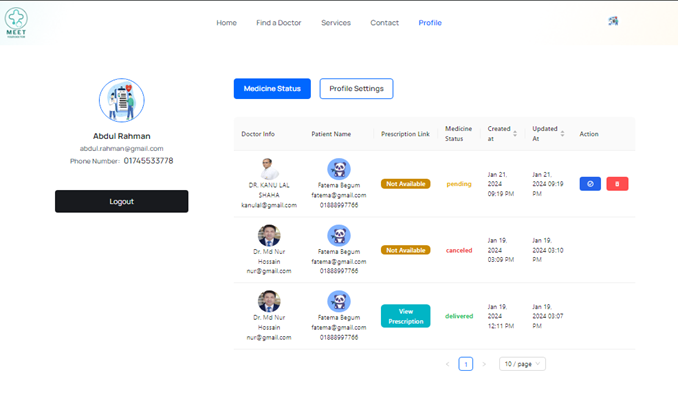 MEET
Home
Find a Doctor
Services
Contact
Profile
Abdul Rahman
abdul.rahman@gmail.com
Phone Number: 01745533778
Logout
Medicine Status
Profile Settings
Doctor Info
Patient Name
Prescription Link
Medicine
Status
Created
at
Updated
At
Action
DR. KANU LAL
SHAHA
kanulal@gmail.com
Fatema Begum
fatema@gmail.com
01888997766
Not Available
pending
Jan 21,
2024
09:19 PM
Jan 21,
2024 09:19
PM
Dr. Md Nur
Hossain
nur@gmail.com
Fatema Begum
fatema@gmail.com
01888997766
Not Available
canceled
Jan 19,
2024
03:09 PM
Jan 19,
2024 03:10
PM
Dr. Md Nur
Hossain
nur@gmail.com
Fatema Begum
fatema@gmail.com
01888997766
View
Prescription
delivered
Jan 19,
2024
12:11 PM
Jan 19,
2024 03:07
PM
< 1 >
10 / page